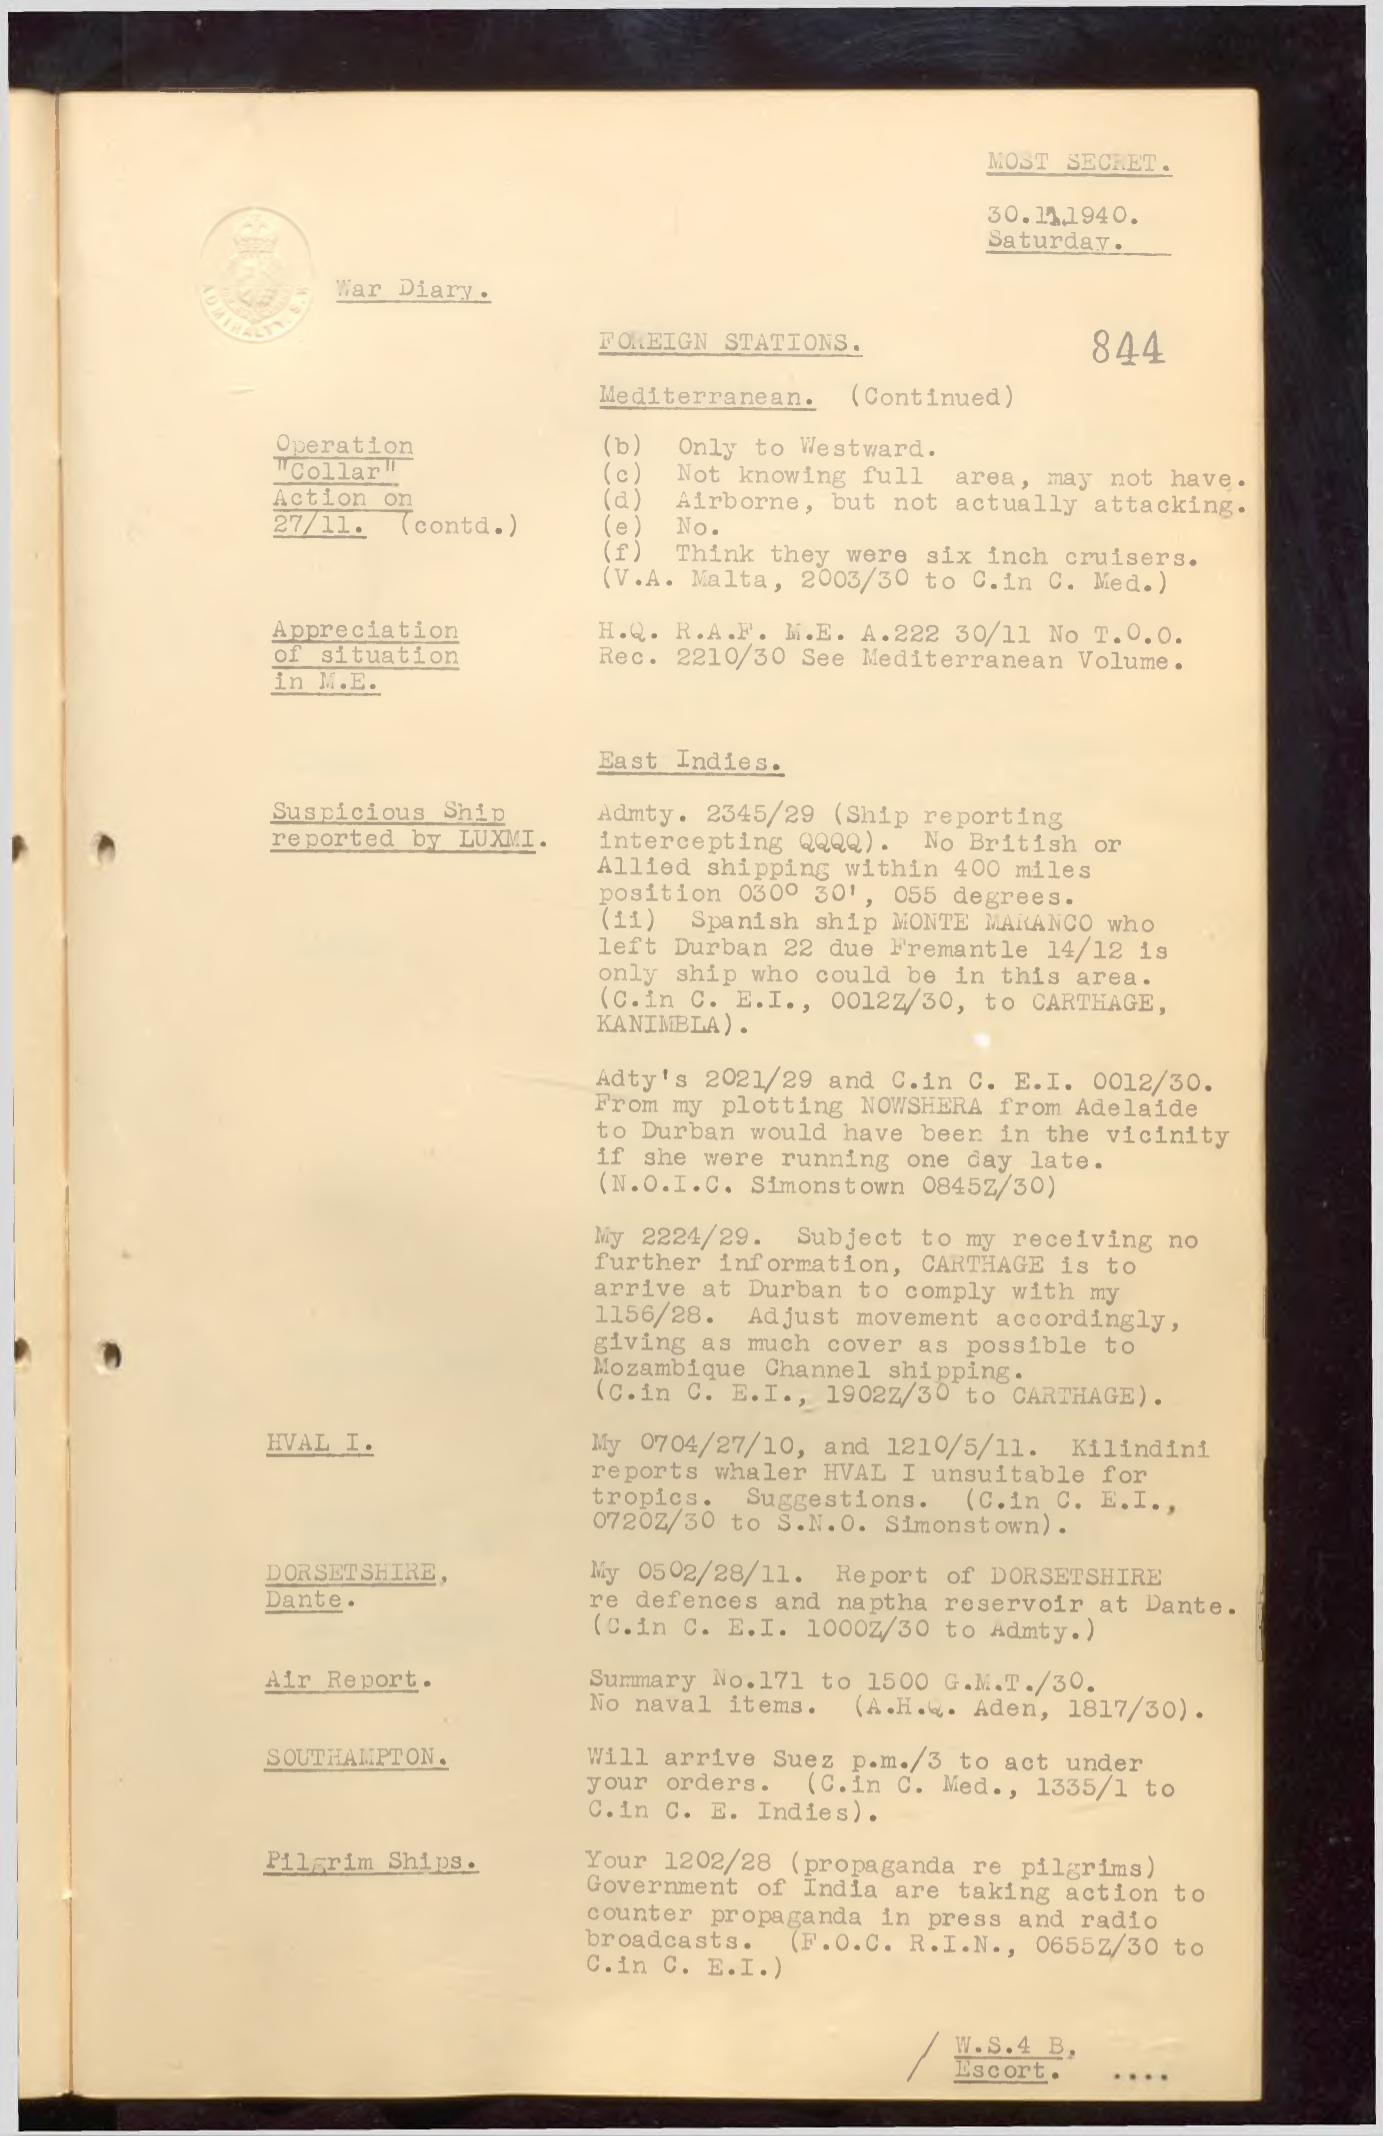 MOST SECRET.
30.11.1940.
Saturday.
ADMIRALTY. S.
War Diary.
FOREIGN STATIONS.
844
Mediterranean. (Continued)
Operation
"Collar"
Action on
27/11. (contd.)
(b) Only to Westward.
(c) Not knowing full area, may not have.
(d) Airborne, but not actually attacking.
(e) No.
(f) Think they were six inch cruisers.
(V.A. Malta, 2003/30 to C.in C. Med.)
Appreciation
of situation
in M.E.
H.Q. R.A.F. M.E. A.222 30/11 No T.O.O.
Rec. 2210/30 See Mediterranean Volume.
East Indies.
Suspicious Ship
reported by LUXMI.
Admty. 2345/29 (Ship reporting
intercepting QQQQ). No British or
Allied shipping within 400 miles
position 030° 30', 055 degrees.
(ii) Spanish ship MONTE MARANCO who
left Durban 22 due Fremantle 14/12 is
only ship who could be in this area.
(C.in C. E.I., 0012Z/30, to CARTHAGE,
KANIMBLA).
Adty's 2021/29 and C.in C. E.I. 0012/30.
From my plotting NOWSHERA from Adelaide
to Durban would have been in the vicinity
if she were running one day late.
(N.O.I.C. Simonstown 0845Z/30)
My 2224/29. Subject to my receiving no
further information, CARTHAGE is to
arrive at Durban to comply with my
1156/28. Adjust movement accordingly,
giving as much cover as possible to
Mozambique Channel shipping.
(C.in C. E.I., 1902Z/30 to CARTHAGE).
HVAL I.
My 0704/27/10, and 1210/5/11. Kilindini
reports whaler HVAL I unsuitable for
tropics. Suggestions. (C.in C. E.I.,
0720Z/30 to S.N.O. Simonstown).
DORSETSHIRE,
Dante.
My 0502/28/11. Report of DORSETSHIRE
re defences and naptha reservoir at Dante.
(C.in C. E.I. 1000Z/30 to Admty.)
Air Report.
Summary No.171 to 1500 G.M.T./30.
No naval items. (A.H.Q. Aden, 1817/30).
SOUTHAMPTON.
Will arrive Suez p.m./3 to act under
your orders. (C.in C. Med., 1335/1 to
C.in C. E. Indies).
Pilgrim Ships.
Your 1202/28 (propaganda re pilgrims)
Government of India are taking action to
counter propaganda in press and radio
broadcasts. (F.O.C. R.I.N., 0655Z/30 to
C.in C. E.I.)
/ W.S.4 B,
Escort. ....